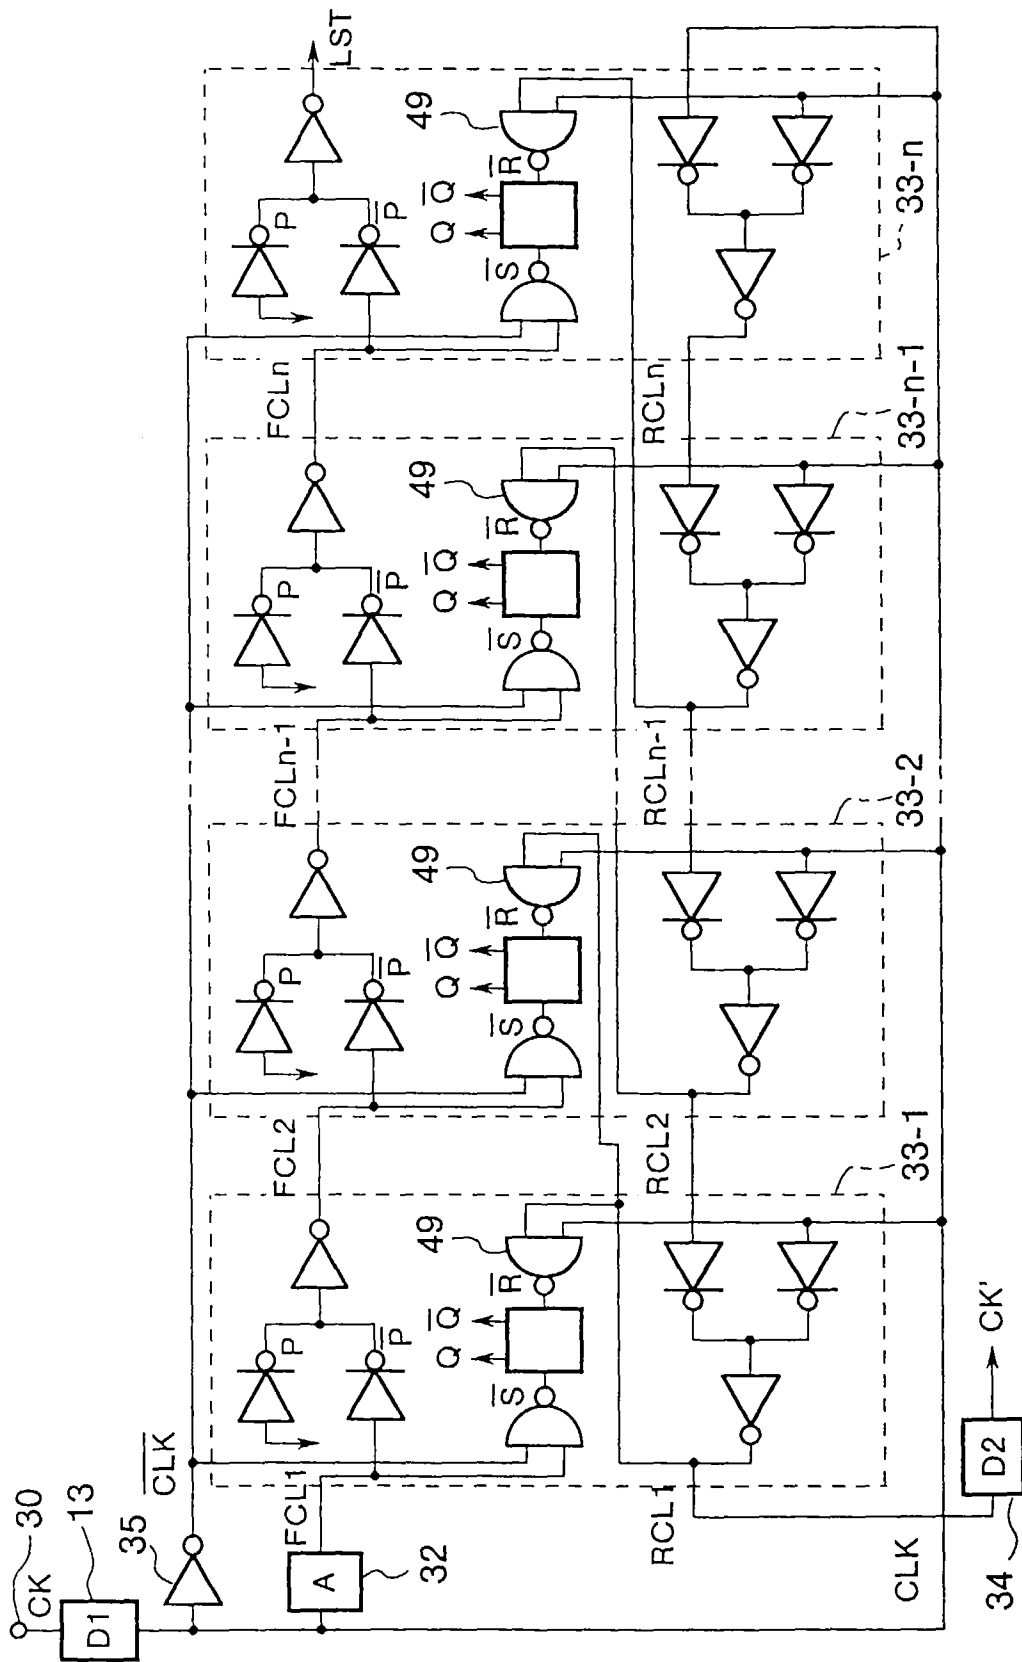 30
CK
13
D1
35
C̅L̅K̅
A
32
FCL1
FCL2
FCLn-1
FCLn
LST
P
P̅
Q
Q̅
S̅
R̅
49
P
P̅
Q
Q̅
S̅
R̅
49
P
P̅
Q
Q̅
S̅
R̅
49
P
P̅
Q
Q̅
S̅
R̅
49
RCL1
RCL2
RCLn-1
RCLn
33-1
33-2
33-n-1
33-n
CLK
34
D2
CK'